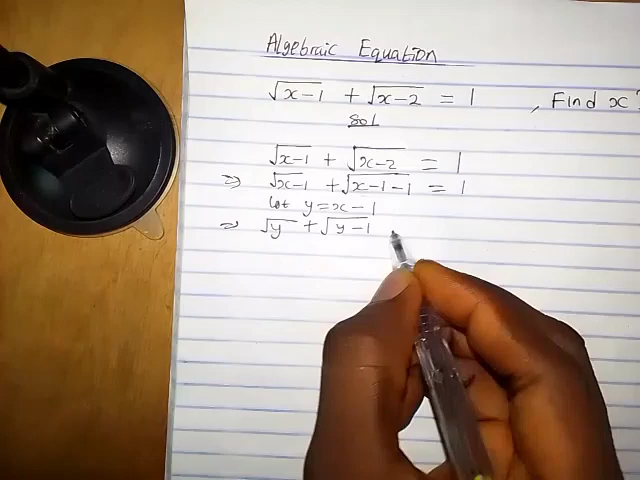 Algebraic Equation
√x-1 + √x-2 = 1 , Find x?
Sol
√x-1 + √x-2 = 1
⇒ √x-1 + √x-1-1 = 1
let y = x-1
⇒ √y + √y-1